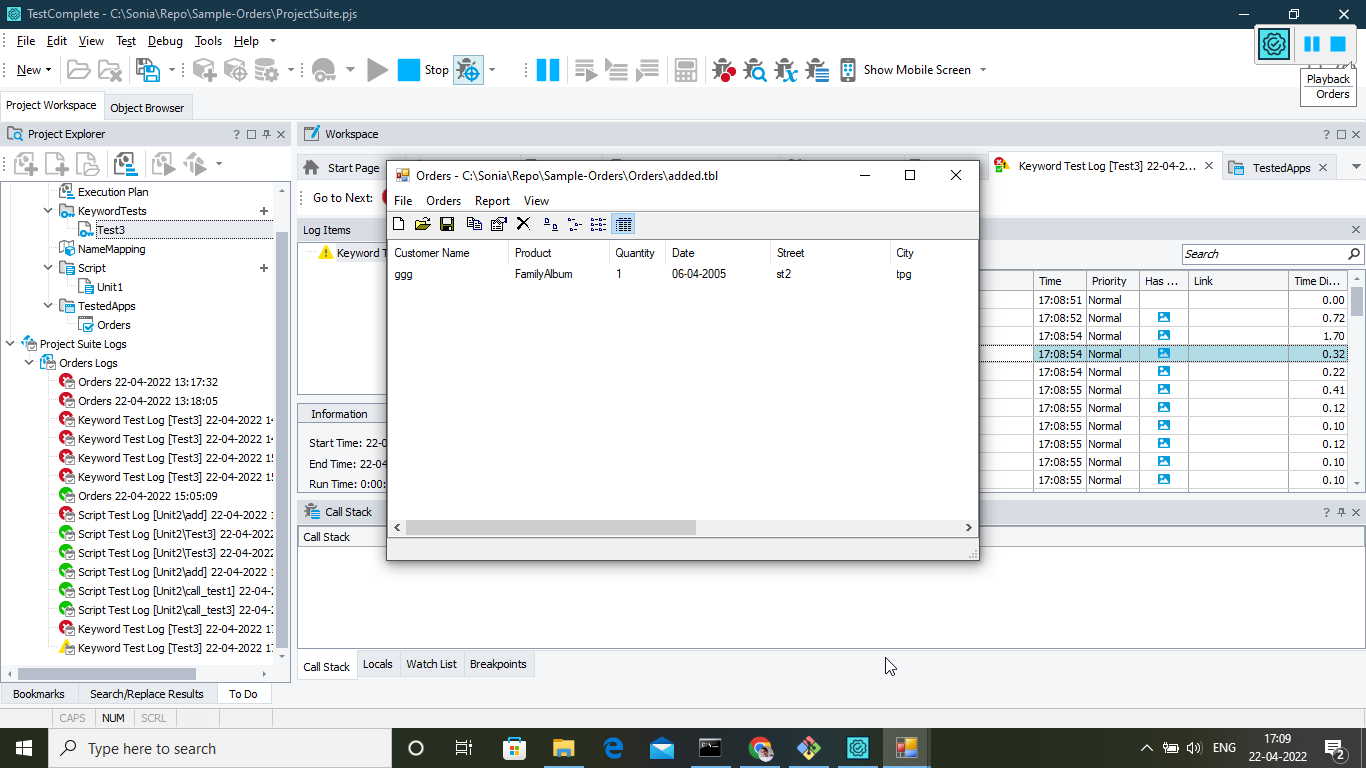 TestComplete - C:\Sonia\Repo\Sample-Orders\ProjectSuite.pjs
File Edit View Test Debug Tools Help
New Stop Show Mobile Screen
Playback
Orders
Project Workspace Object Browser
Project Explorer
Workspace
Start Page
Keyword Test Log [Test3] 22-04-2...
TestedApps
Go to Next:
Log Items
Keyword T
Search
Execution Plan
KeywordTests
Test3
NameMapping
Script
Unit1
TestedApps
Orders
Project Suite Logs
Orders Logs
Orders 22-04-2022 13:17:32
Orders 22-04-2022 13:18:05
Keyword Test Log [Test3] 22-04-2022 14
Keyword Test Log [Test3] 22-04-2022 14
Keyword Test Log [Test3] 22-04-2022 15
Keyword Test Log [Test3] 22-04-2022 15
Orders 22-04-2022 15:05:09
Script Test Log [Unit2\add] 22-04-2022 1
Script Test Log [Unit2\Test3] 22-04-2022
Script Test Log [Unit2\Test3] 22-04-2022
Script Test Log [Unit2\add] 22-04-2022 1
Script Test Log [Unit2\call_test1] 22-04-2
Script Test Log [Unit2\call_test3] 22-04-2
Keyword Test Log [Test3] 22-04-2022 17
Keyword Test Log [Test3] 22-04-2022 17
Orders - C:\Sonia\Repo\Sample-Orders\Orders\added.tbl
File Orders Report View
Customer Name Product Quantity Date Street City
ggg FamilyAlbum 1 06-04-2005 st2 tpg
Time Priority Has ... Link Time Di...
17:08:51 Normal 0.00
17:08:52 Normal 0.72
17:08:54 Normal 1.70
17:08:54 Normal 0.32
17:08:54 Normal 0.22
17:08:55 Normal 0.41
17:08:55 Normal 0.12
17:08:55 Normal 0.10
17:08:55 Normal 0.12
17:08:55 Normal 0.10
17:08:55 Normal 0.10
Information
Start Time: 22-0
End Time: 22-04
Run Time: 0:00:
Call Stack
Call Stack
Call Stack Locals Watch List Breakpoints
Bookmarks Search/Replace Results To Do
CAPS NUM SCRL
Type here to search
ENG
17:09
22-04-2022
2